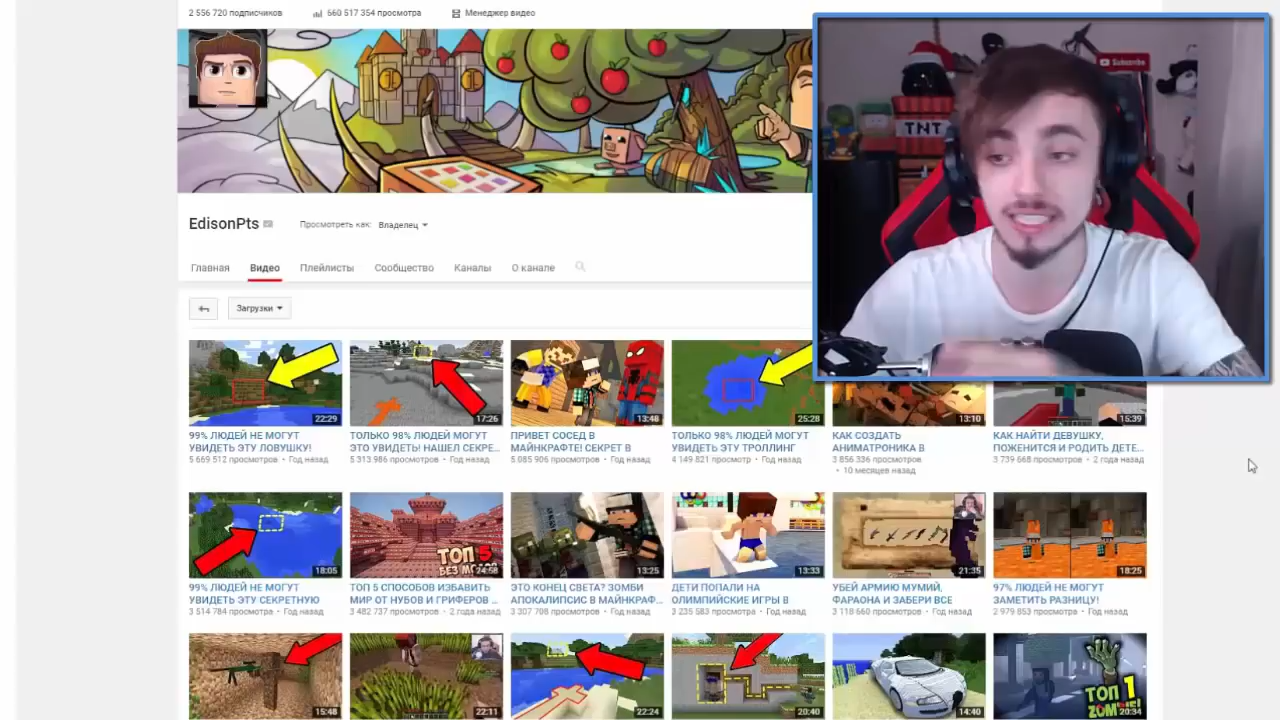 2 556 720 подписчиков
660 517 354 просмотра
Менеджер видео
Subscribe
TNT
EdisonPts
Просмотреть как:
Владелец
Главная
Видео
Плейлисты
Сообщество
Каналы
О канале
Загрузки
22:29
17:26
13:48
25:28
13:10
15:39
99% ЛЮДЕЙ НЕ МОГУТ
УВИДЕТЬ ЭТУ ЛОВУШКУ!
5 669 512 просмотров • Год назад
ТОЛЬКО 98% ЛЮДЕЙ МОГУТ
ЭТО УВИДЕТЬ! НАШЕЛ СЕКРЕ...
5 313 986 просмотров • Год назад
ПРИВЕТ СОСЕД В
МАЙНКРАФТЕ! СЕКРЕТ В
5 085 906 просмотров • Год назад
ТОЛЬКО 98% ЛЮДЕЙ МОГУТ
УВИДЕТЬ ЭТУ ТРОЛЛИНГ
4 149 821 просмотр • Год назад
КАК СОЗДАТЬ
АНИМАТРОНИКА В
3 856 336 просмотров
• 10 месяцев назад
КАК НАЙТИ ДЕВУШКУ,
ПОЖЕНИТСЯ И РОДИТЬ ДЕТЕ...
3 739 668 просмотров • 2 года назад
18:05
ТОП 5
БЕЗ МОДОВ
24:58
13:25
13:33
21:35
18:25
99% ЛЮДЕЙ НЕ МОГУТ
УВИДЕТЬ ЭТУ СЕКРЕТНУЮ
3 514 784 просмотра • Год назад
ТОП 5 СПОСОБОВ ИЗБАВИТЬ
МИР ОТ НУБОВ И ГРИФЕРОВ ...
3 482 737 просмотров • 2 года назад
ЭТО КОНЕЦ СВЕТА? ЗОМБИ
АПОКАЛИПСИС В МАЙНКРАФ...
3 307 708 просмотров • Год назад
ДЕТИ ПОПАЛИ НА
ОЛИМПИЙСКИЕ ИГРЫ В
3 235 583 просмотра • Год назад
УБЕЙ АРМИЮ МУМИЙ,
ФАРАОНА И ЗАБЕРИ ВСЕ
3 118 660 просмотров • Год назад
97% ЛЮДЕЙ НЕ МОГУТ
ЗАМЕТИТЬ РАЗНИЦУ!
2 979 853 просмотра • Год назад
15:48
22:11
22:24
20:40
14:40
ТОП 1
ZOMBIE
20:34